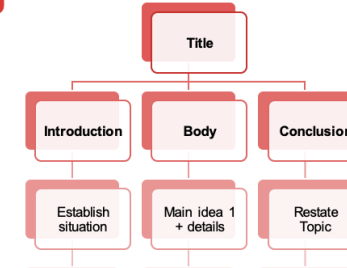 Title
Introduction
Body
Conclusion
Establish
situation
Main idea 1
+ details
Restate
Topic